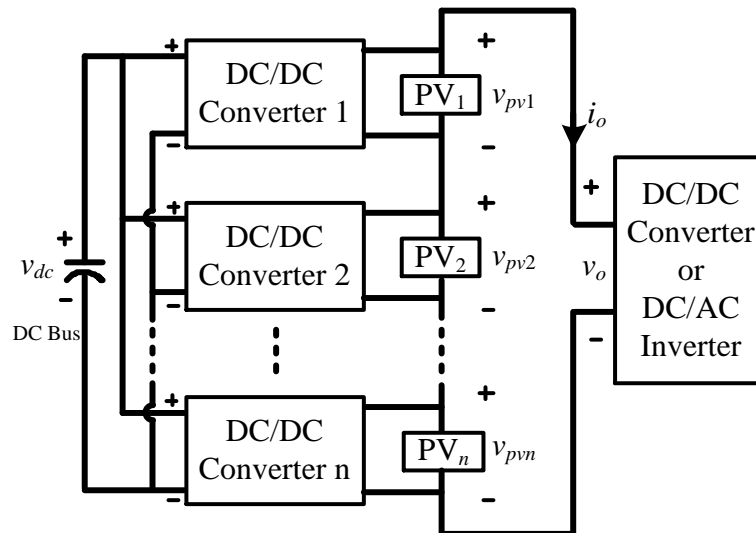 +
DC/DC
Converter 1
−
+
PV1
vpv1
−
io
+
DC/DC
Converter 2
−
+
PV2
vpv2
−
+
vdc
−
DC Bus
+
vo
−
DC/DC
Converter
or
DC/AC
Inverter
+
DC/DC
Converter n
−
+
PVn
vpvn
−